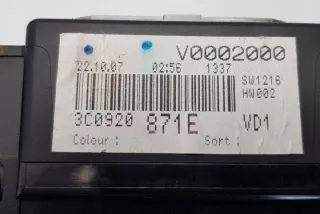 V0002000
22.10.07 02:56 1337
SW1216
HW002
3C0920 871E VD1
Colour : Sort :